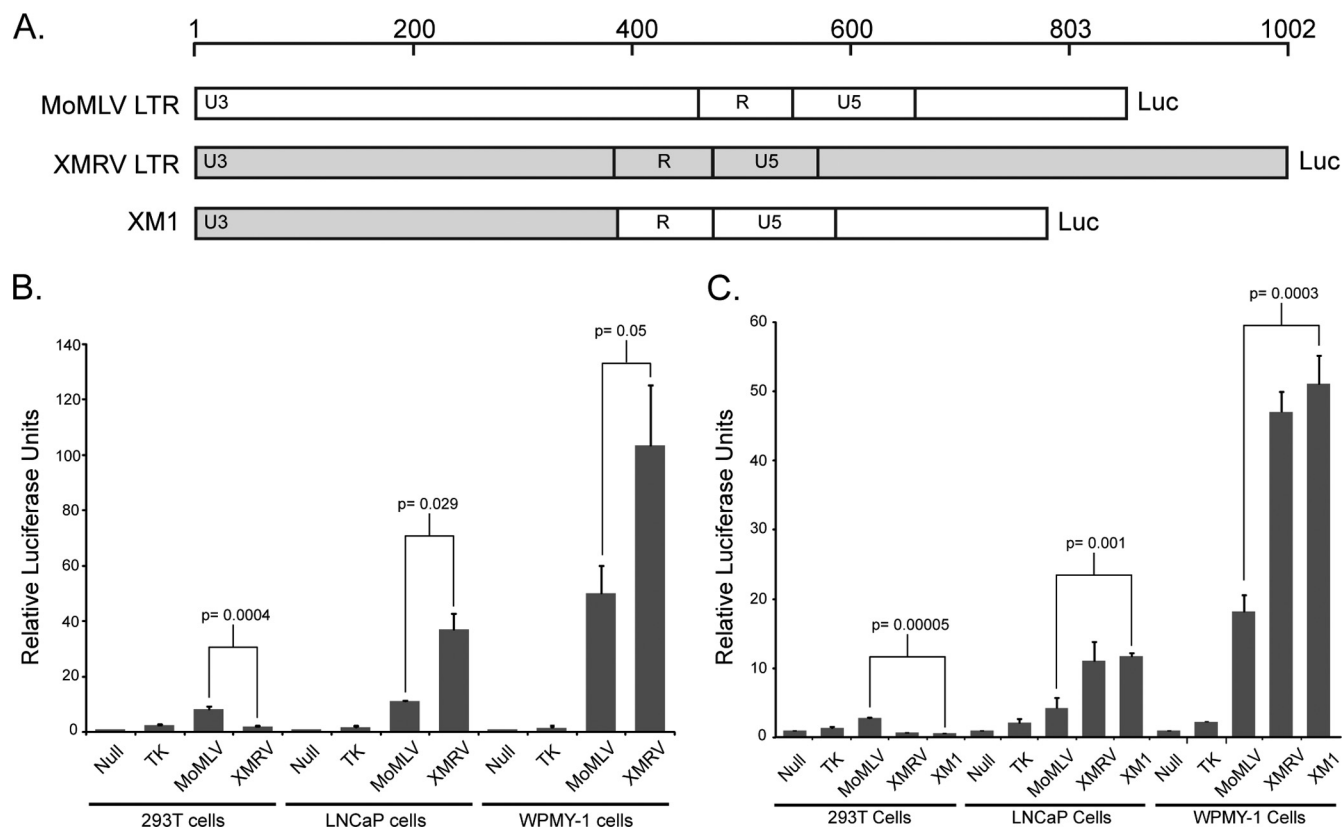 A.
1 200 400 600 803 1002
MoMLV LTR U3 R U5 Luc
XMRV LTR U3 R U5 Luc
XM1 U3 R U5 Luc
B.
Relative Luciferase Units
140
120
100
80
60
40
20
0
p= 0.0004
p= 0.029
p= 0.05
Null TK MoMLV XMRV Null TK MoMLV XMRV Null TK MoMLV XMRV
293T cells LNCaP cells WPMY-1 cells
C.
Relative Luciferase Units
60
50
40
30
20
10
0
p= 0.00005
p= 0.001
p= 0.0003
Null TK MoMLV XMRV XM1 Null TK MoMLV XMRV XM1 Null TK MoMLV XMRV XM1
293T Cells LNCaP Cells WPMY-1 Cells